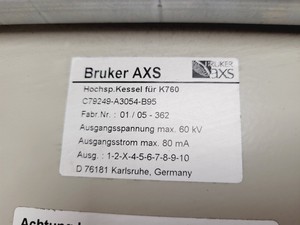 Bruker AXS
BRUKER
axs
Hochsp.Kessel für K760
C79249-A3054-B95
Fabr.Nr : 01 / 05 - 362
Ausgangsspannung max. 60 kV
Ausgangsstrom max. 80 mA
Ausg. : 1-2-X-4-5-6-7-8-9-10
D 76181 Karlsruhe, Germany